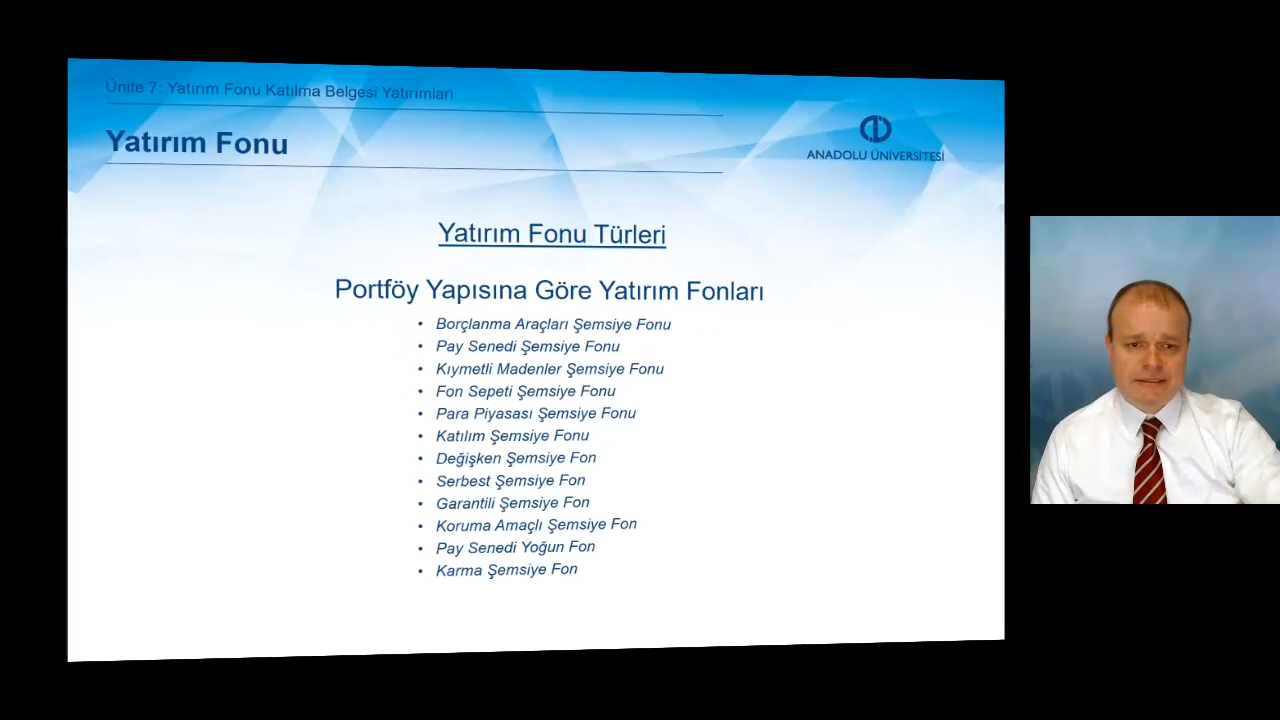 Ünite 7: Yatırım Fonu Katılma Belgesi Yatırımları
Yatırım Fonu
ANADOLU ÜNİVERSİTESİ
Yatırım Fonu Türleri
Portföy Yapısına Göre Yatırım Fonları
• Borçlanma Araçları Şemsiye Fonu
• Pay Senedi Şemsiye Fonu
• Kıymetli Madenler Şemsiye Fonu
• Fon Sepeti Şemsiye Fonu
• Para Piyasası Şemsiye Fonu
• Katılım Şemsiye Fonu
• Değişken Şemsiye Fon
• Serbest Şemsiye Fon
• Garantili Şemsiye Fon
• Koruma Amaçlı Şemsiye Fon
• Pay Senedi Yoğun Fon
• Karma Şemsiye Fon